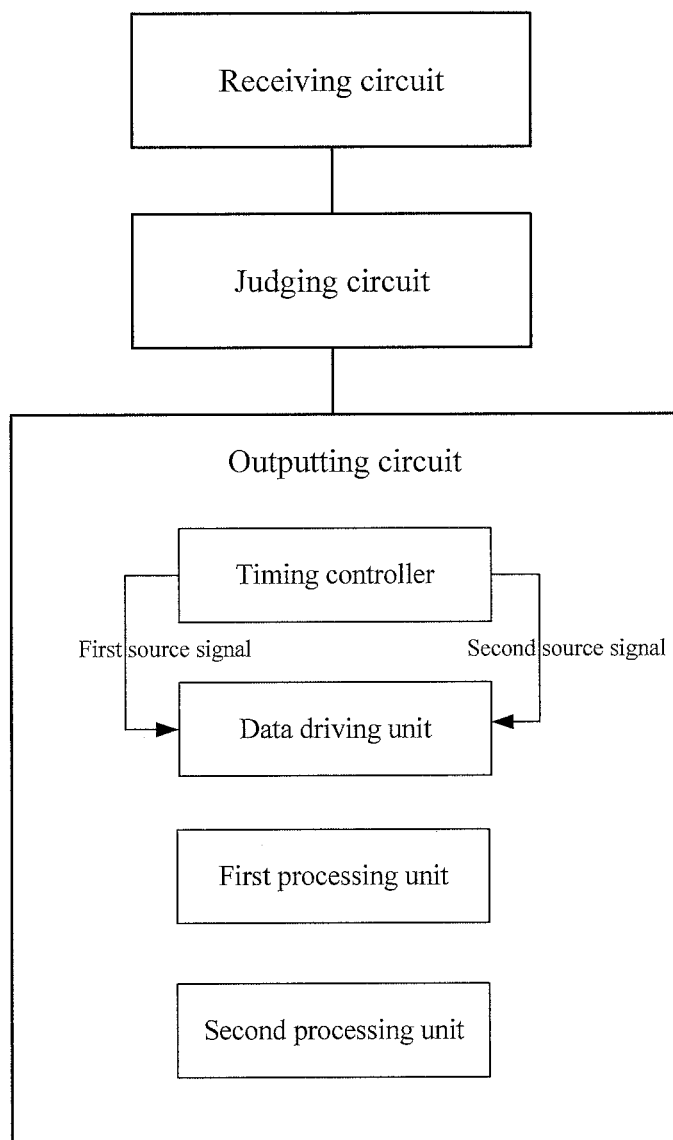 Receiving circuit
Judging circuit
Outputting circuit
Timing controller
First source signal
Second source signal
Data driving unit
First processing unit
Second processing unit